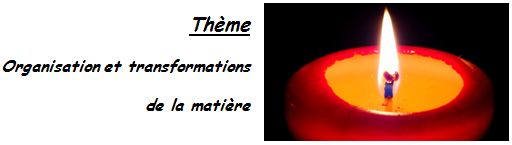 Thème
Organisation et transformations
de la matière